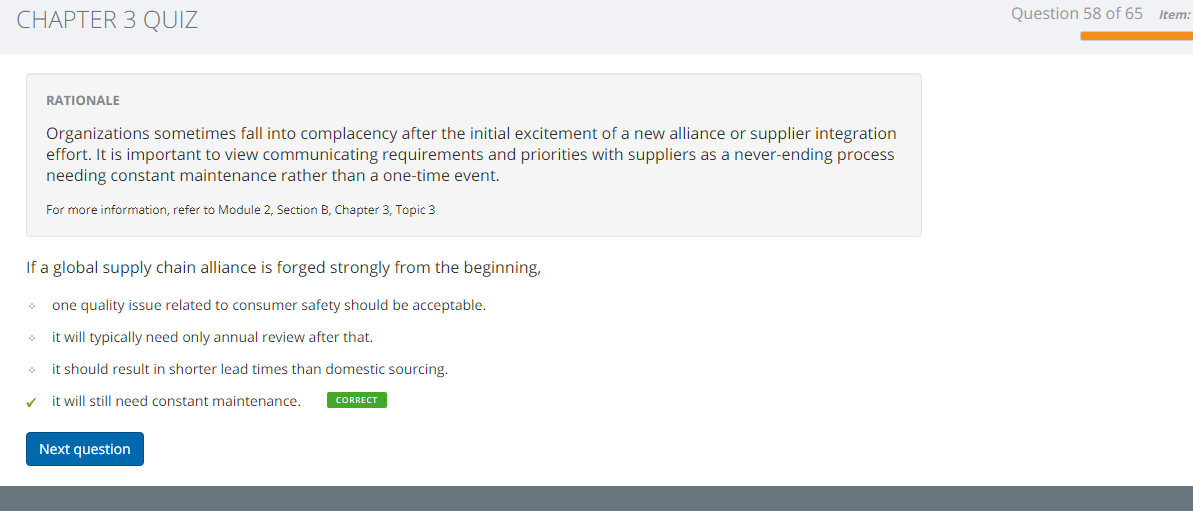 CHAPTER 3 QUIZ
Question 58 of 65 Item:
RATIONALE
Organizations sometimes fall into complacency after the initial excitement of a new alliance or supplier integration
effort. It is important to view communicating requirements and priorities with suppliers as a never-ending process
needing constant maintenance rather than a one-time event.
For more information, refer to Module 2, Section B, Chapter 3, Topic 3
If a global supply chain alliance is forged strongly from the beginning,
one quality issue related to consumer safety should be acceptable.
it will typically need only annual review after that.
it should result in shorter lead times than domestic sourcing.
it will still need constant maintenance. CORRECT
Next question